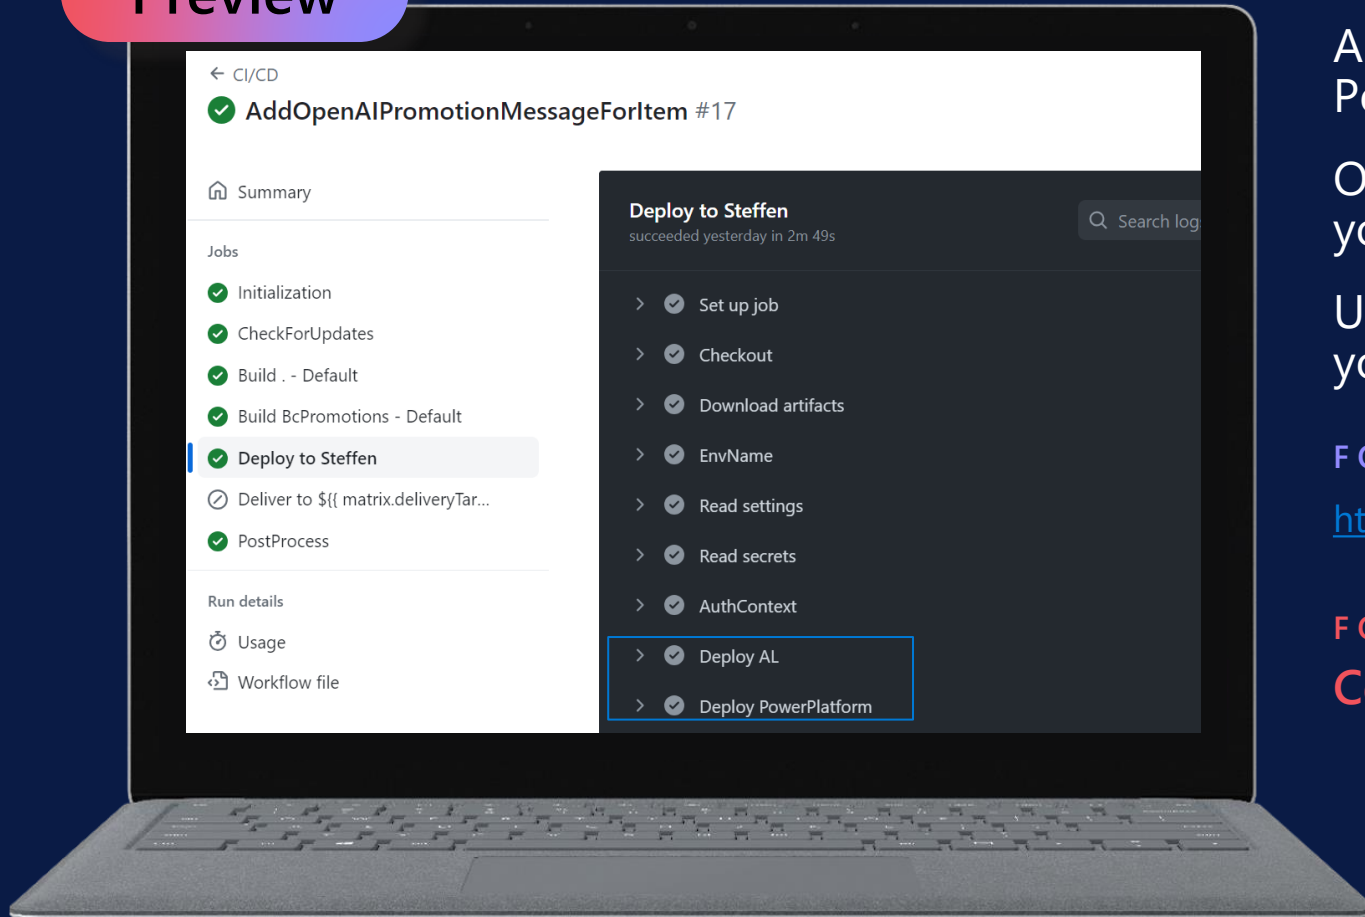 Preview
CI/CD
AddOpenAIPromotionMessageForItem #17
Summary
Jobs
Initialization
CheckForUpdates
Build . - Default
Build BcPromotions - Default
Deploy to Steffen
Deliver to ${{ matrix.deliveryTar...
PostProcess
Run details
Usage
Workflow file
Deploy to Steffen
succeeded yesterday in 2m 49s
Search log
Set up job
Checkout
Download artifacts
EnvName
Read settings
Read secrets
AuthContext
Deploy AL
Deploy PowerPlatform